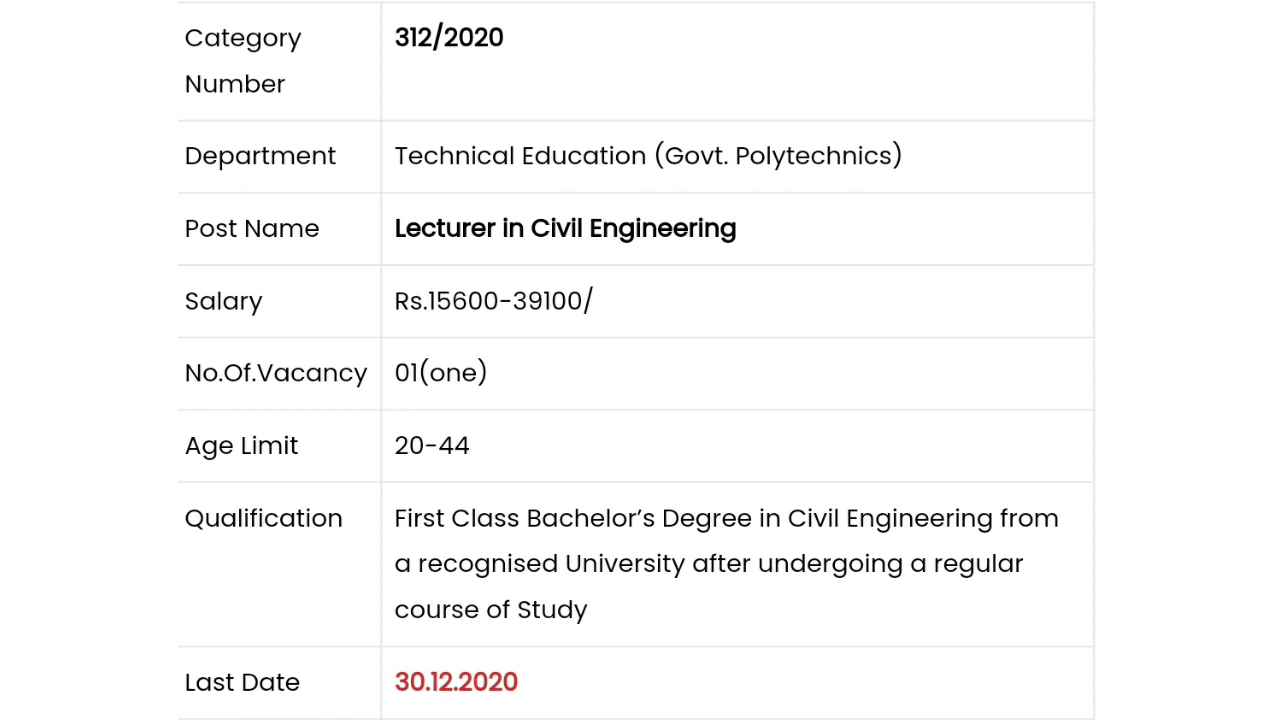 Category 312/2020
Number
Department Technical Education (Govt. Polytechnics)
Post Name Lecturer in Civil Engineering
Salary Rs.15600-39100/
No.Of.Vacancy 01(one)
Age Limit 20-44
Qualification First Class Bachelor’s Degree in Civil Engineering from
a recognised University after undergoing a regular
course of Study
Last Date 30.12.2020